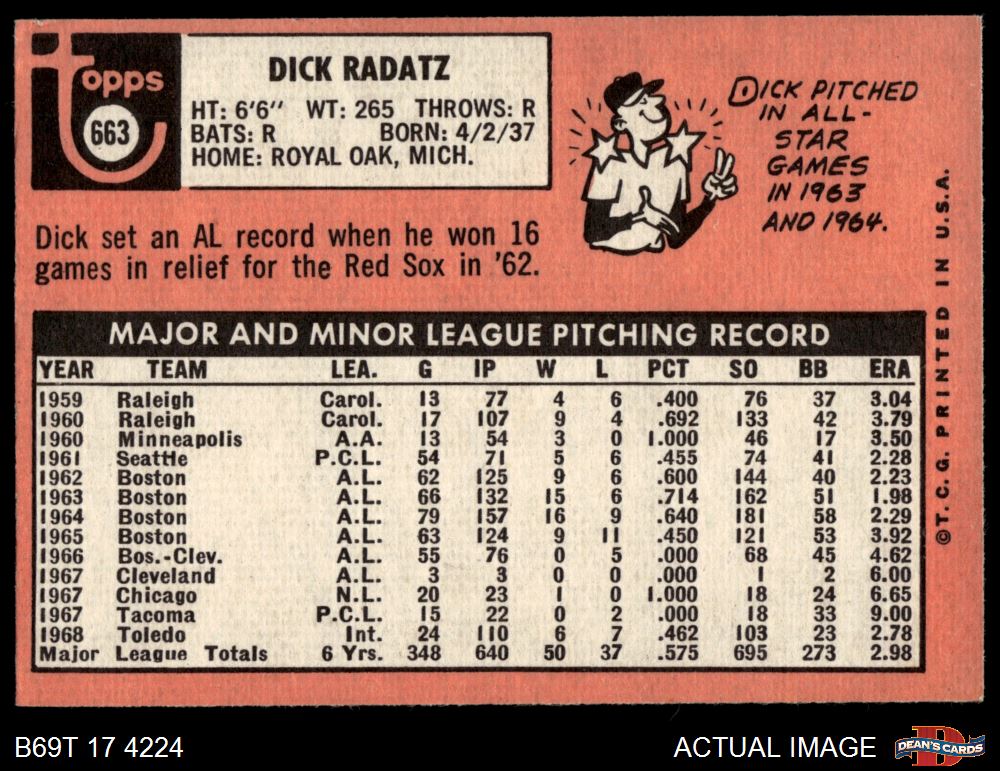 topps
663
DICK RADATZ
HT: 6'6" WT: 265 THROWS: R
BATS: R BORN: 4/2/37
HOME: ROYAL OAK, MICH.
DICK PITCHED
IN ALL-
STAR
GAMES
IN 1963
AND 1964.
Dick set an AL record when he won 16
games in relief for the Red Sox in '62.
MAJOR AND MINOR LEAGUE PITCHING RECORD
YEAR TEAM LEA. G IP W L PCT SO BB ERA
1959 Raleigh Carol. 13 77 4 6 .400 76 37 3.04
1960 Raleigh Carol. 17 107 9 4 .692 133 42 3.79
1960 Minneapolis A.A. 13 54 3 0 1.000 46 17 3.50
1961 Seattle P.C.L. 54 71 5 6 .455 74 41 2.28
1962 Boston A.L. 62 125 9 6 .600 144 40 2.23
1963 Boston A.L. 66 132 15 6 .714 162 51 1.98
1964 Boston A.L. 79 157 16 9 .640 181 58 2.29
1965 Boston A.L. 63 124 9 11 .450 121 53 3.92
1966 Bos.-Clev. A.L. 55 76 0 5 .000 68 45 4.62
1967 Cleveland A.L. 3 3 0 0 .000 1 2 6.00
1967 Chicago N.L. 20 23 1 0 1.000 18 24 6.65
1967 Tacoma P.C.L. 15 22 0 2 .000 18 33 9.00
1968 Toledo Int. 24 110 6 7 .462 103 23 2.78
Major League Totals 6 Yrs. 348 640 50 37 .575 695 273 2.98
©T.C.G. PRINTED IN U.S.A.
B69T 17 4224
ACTUAL IMAGE
D
DEAN'S CARDS